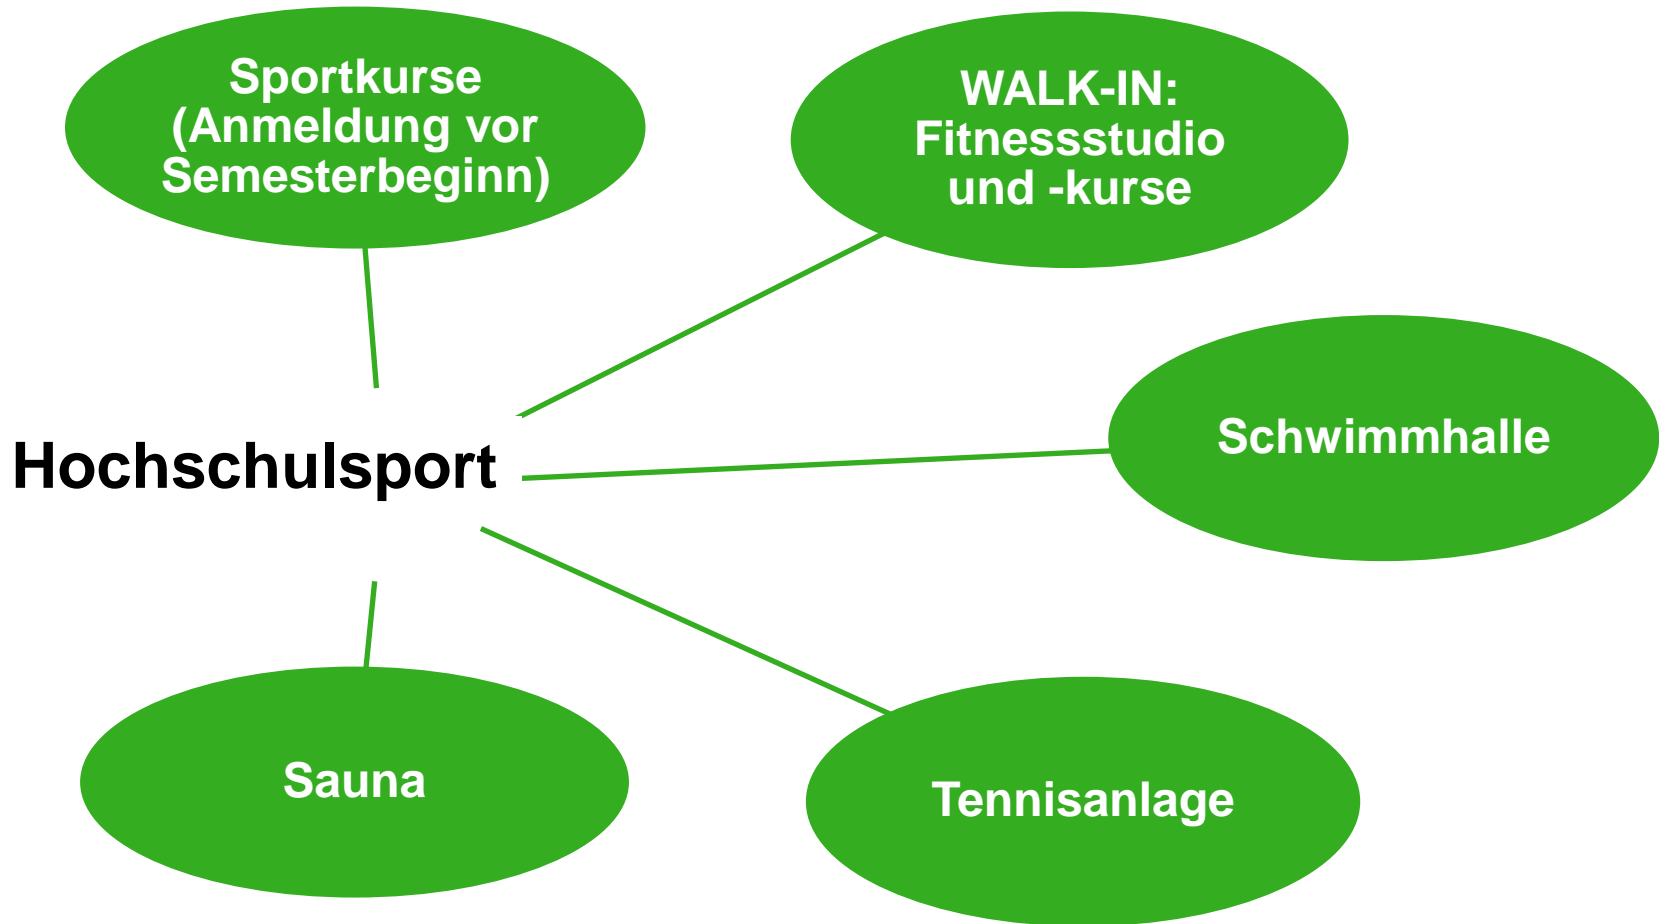 Sportkurse
(Anmeldung vor
Semesterbeginn)
WALK-IN:
Fitnessstudio
und -kurse
Hochschulsport
Schwimmhalle
Sauna
Tennisanlage